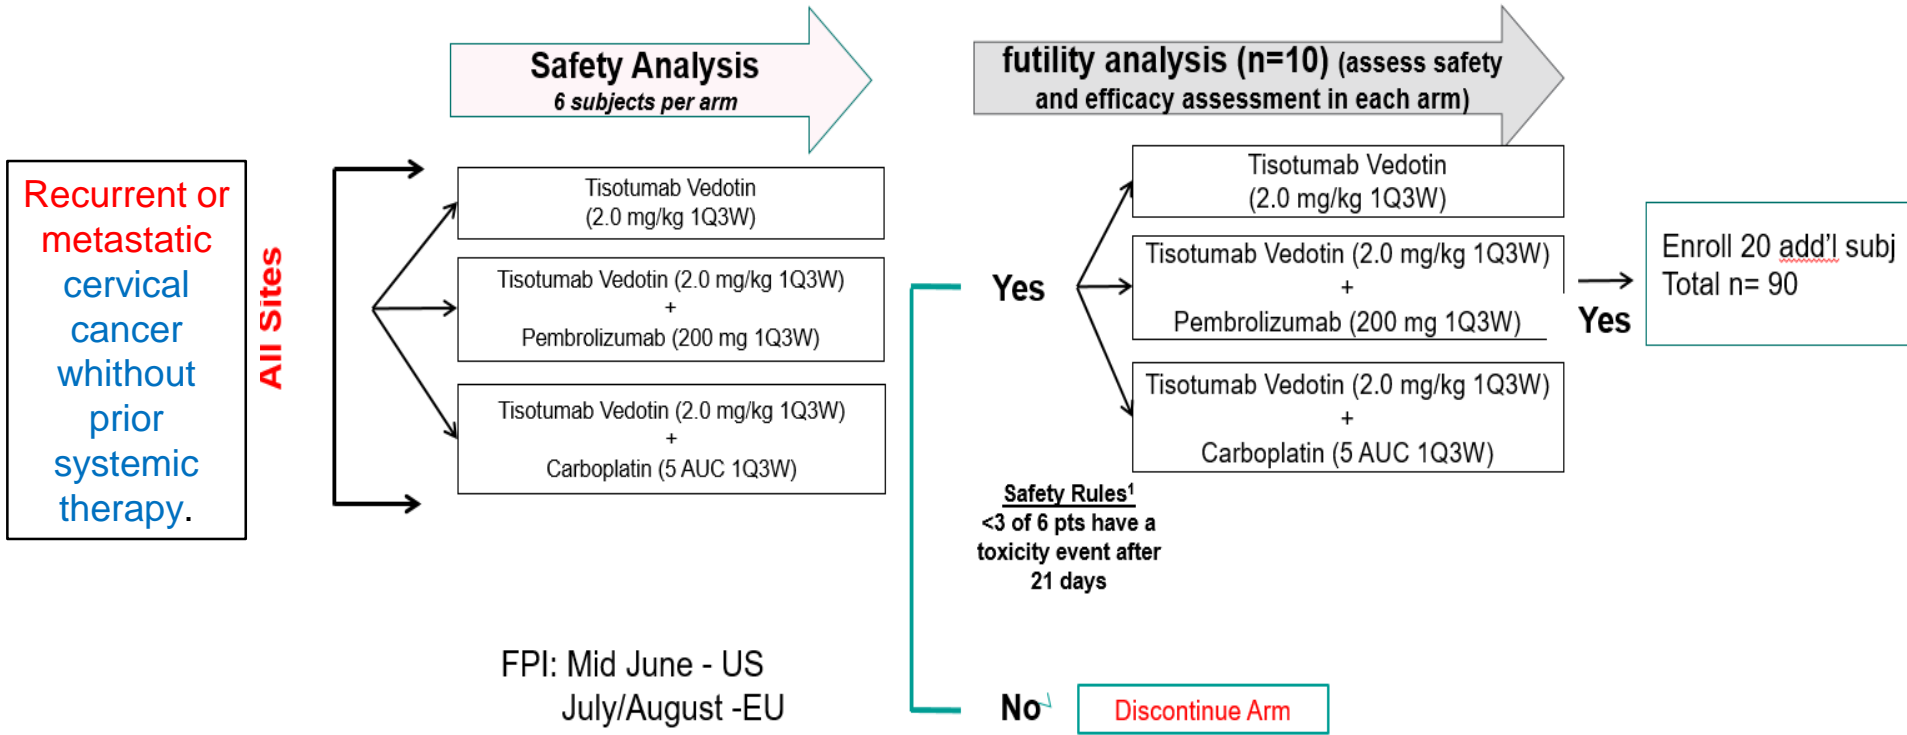 Safety Analysis
6 subjects per arm
futility analysis (n=10) (assess safety
and efficacy assessment in each arm)
Recurrent or
metastatic
cervical
cancer
whithout
prior
systemic
therapy.
All Sites
Tisotumab Vedotin
(2.0 mg/kg 1Q3W)
Tisotumab Vedotin (2.0 mg/kg 1Q3W)
+
Pembrolizumab (200 mg 1Q3W)
Tisotumab Vedotin (2.0 mg/kg 1Q3W)
+
Carboplatin (5 AUC 1Q3W)
Yes
Tisotumab Vedotin
(2.0 mg/kg 1Q3W)
Tisotumab Vedotin (2.0 mg/kg 1Q3W)
+
Pembrolizumab (200 mg 1Q3W)
Tisotumab Vedotin (2.0 mg/kg 1Q3W)
+
Carboplatin (5 AUC 1Q3W)
Yes
Enroll 20 add'l subj
Total n= 90
Safety Rules¹
<3 of 6 pts have a
toxicity event after
21 days
FPI: Mid June - US
July/August -EU
No
Discontinue Arm